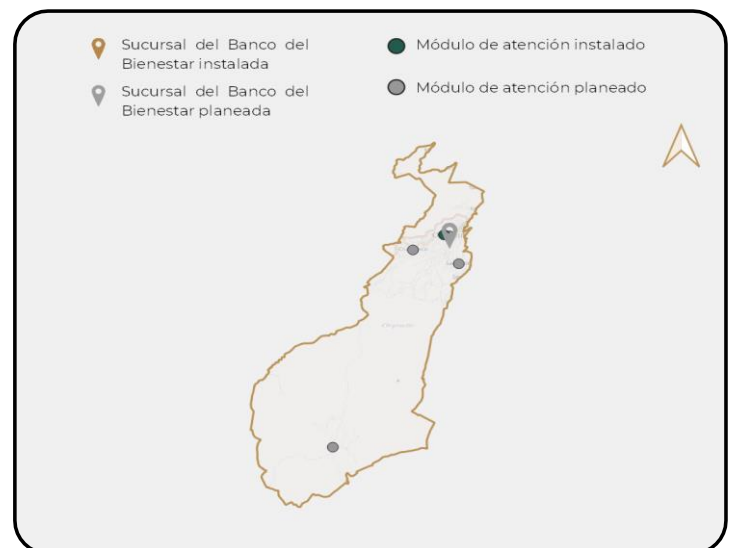 Sucursal del Banco del
Bienestar instalada
Sucursal del Banco del
Bienestar planeada
Módulo de atención instalado
Módulo de atención planeado